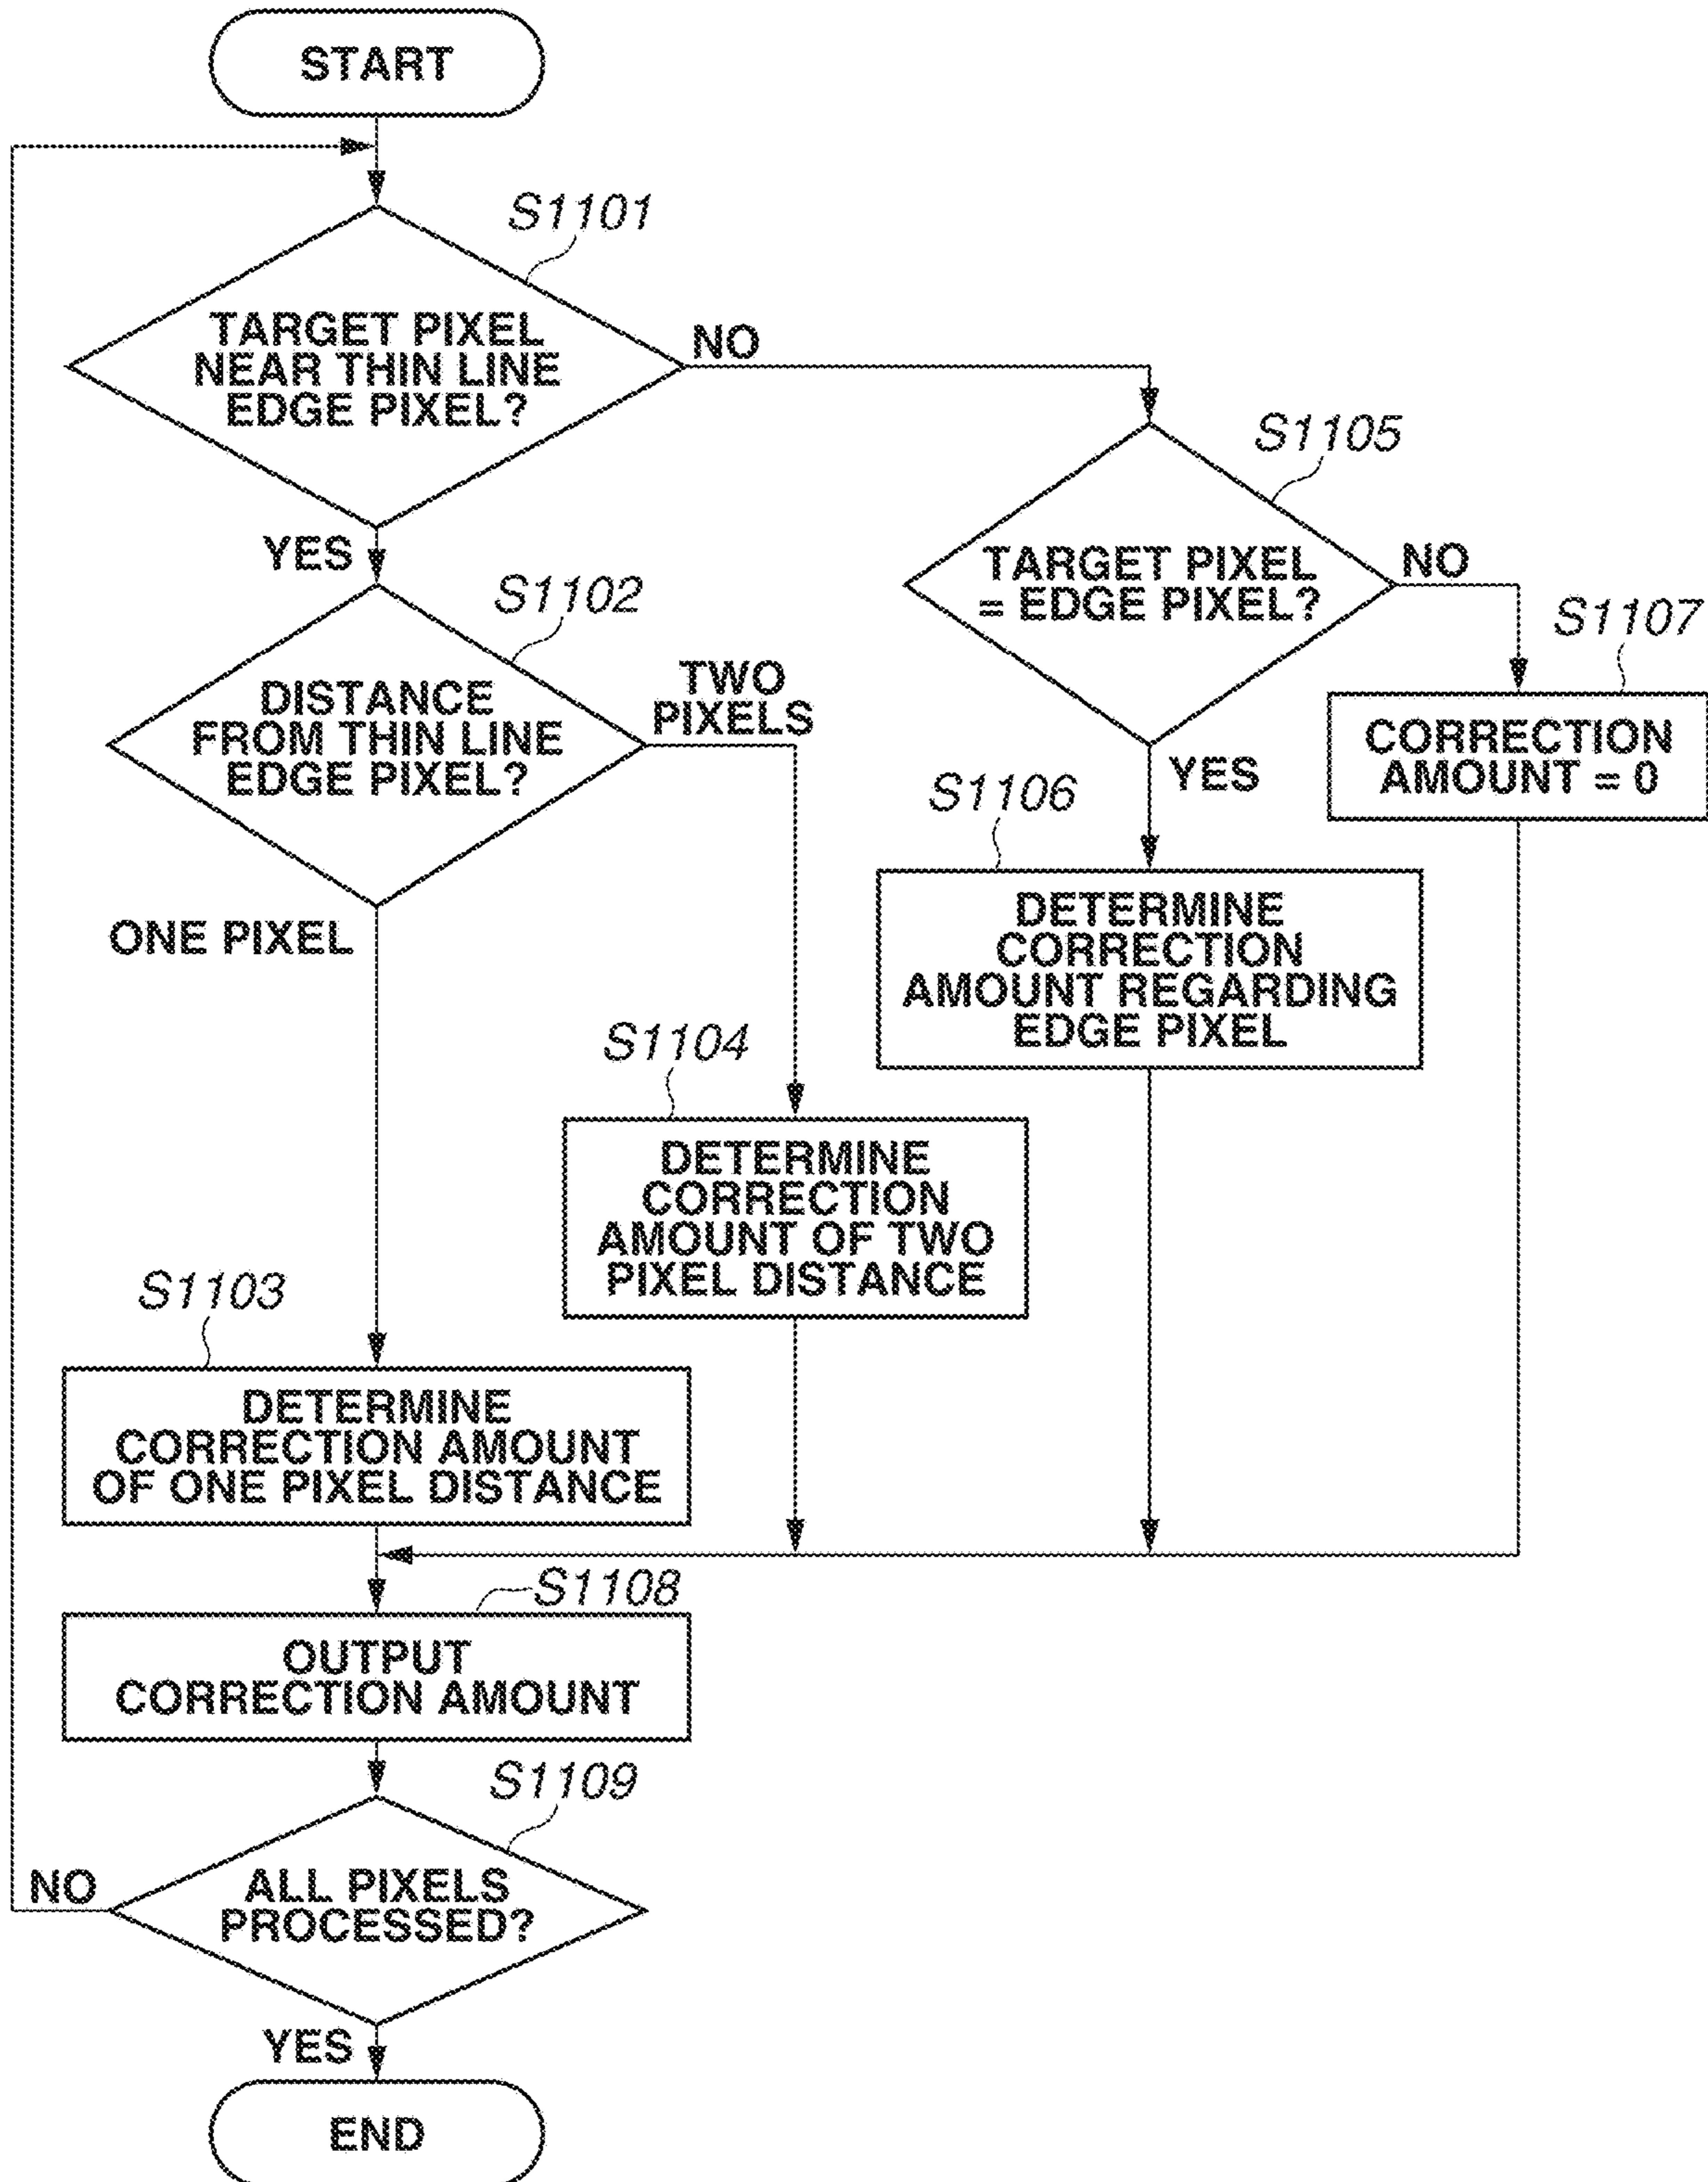 START
S1101
TARGET PIXEL
NEAR THIN LINE
EDGE PIXEL?
NO
YES
S1105
TARGET PIXEL
= EDGE PIXEL?
NO
YES
S1107
CORRECTION
AMOUNT = 0
S1102
DISTANCE
FROM THIN LINE
EDGE PIXEL?
TWO
PIXELS
ONE PIXEL
S1106
DETERMINE
CORRECTION
AMOUNT REGARDING
EDGE PIXEL
S1104
DETERMINE
CORRECTION
AMOUNT OF TWO
PIXEL DISTANCE
S1103
DETERMINE
CORRECTION AMOUNT
OF ONE PIXEL DISTANCE
S1108
OUTPUT
CORRECTION AMOUNT
S1109
ALL PIXELS
PROCESSED?
NO
YES
END